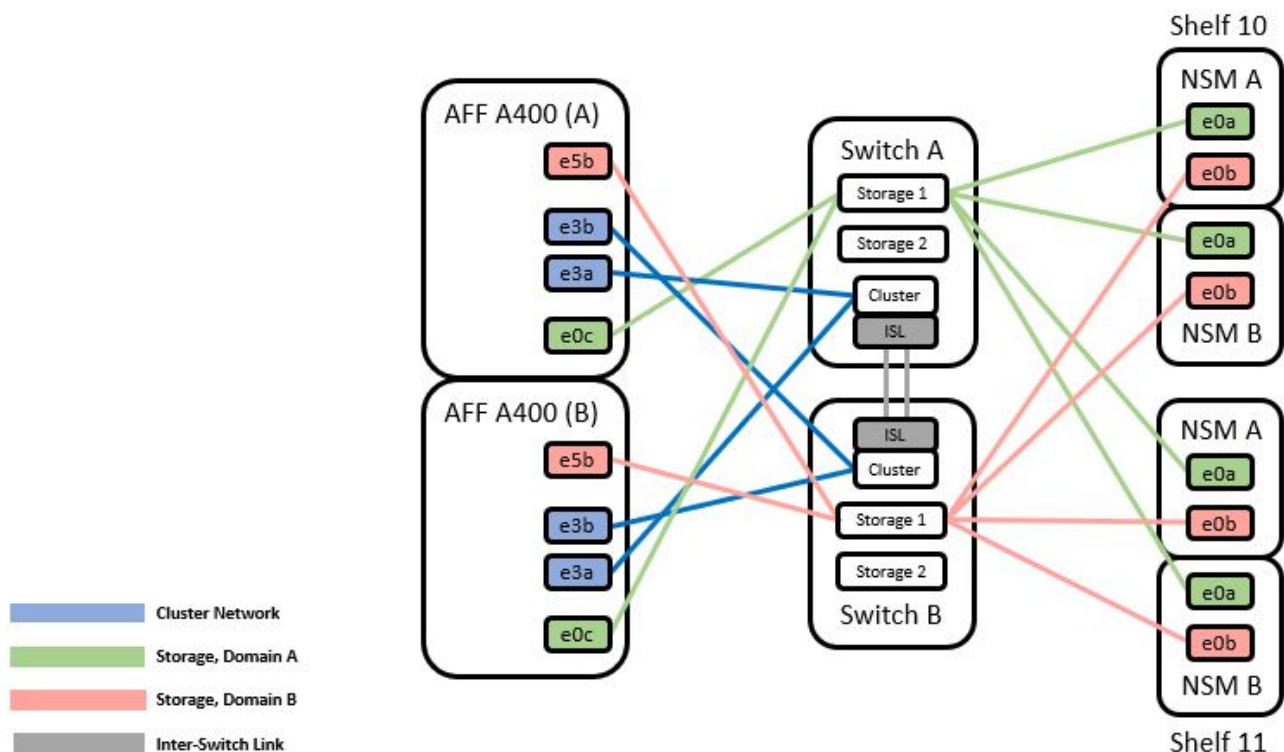 Shelf 10
AFF A400 (A)
e5b
e3b
e3a
e0c
AFF A400 (B)
e5b
e3b
e3a
e0c
Switch A
Storage 1
Storage 2
Cluster
ISL
ISL
Cluster
Storage 1
Storage 2
Switch B
NSM A
e0a
e0b
e0a
e0b
NSM B
NSM A
e0a
e0b
e0a
e0b
NSM B
Shelf 11
Cluster Network
Storage, Domain A
Storage, Domain B
Inter-Switch Link